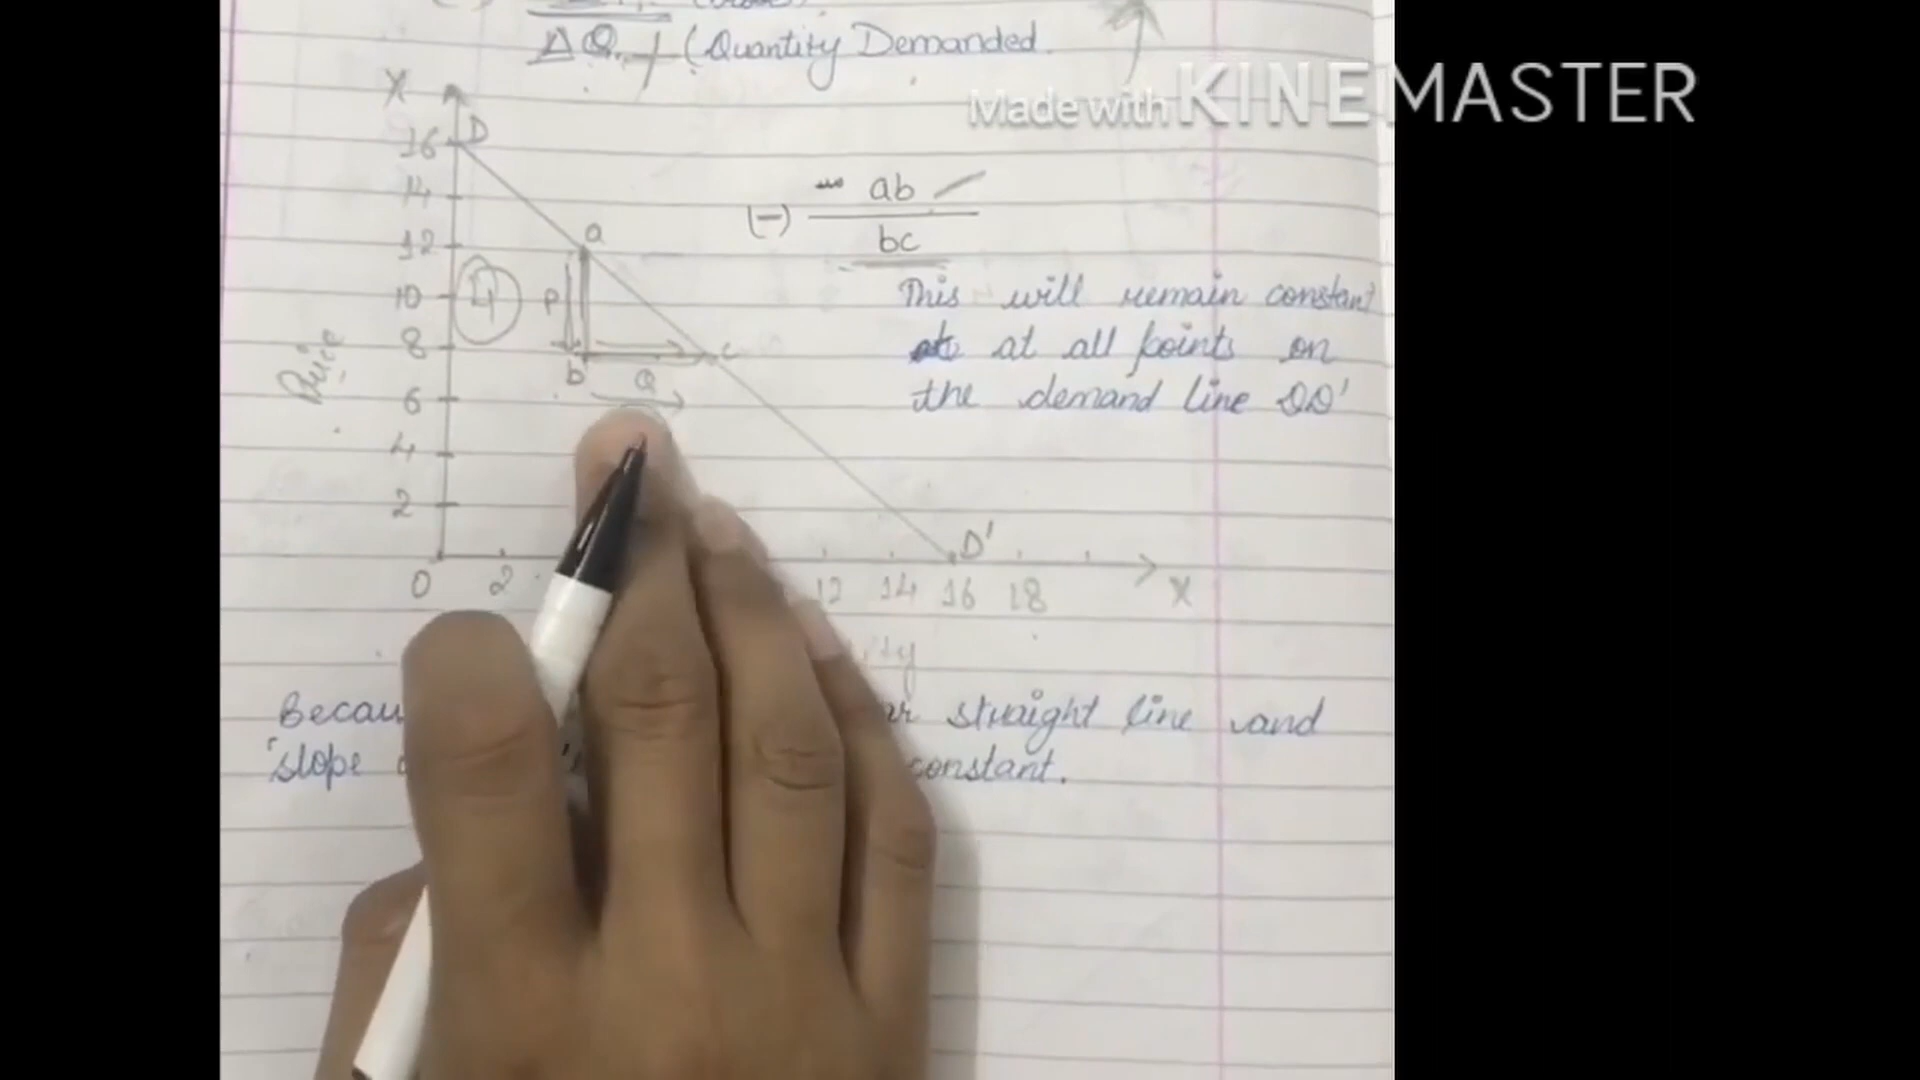 Δ Q (Quantity Demanded
Made with KINEMASTER
X
16 D
14
12 a
10 4 P
8 c
b Q
6
4
2
0 2 12 14 16 18 X
D'
Price
(-) ab
bc
This will remain constant
at all points on
the demand line DD'
straight line and
slope constant.